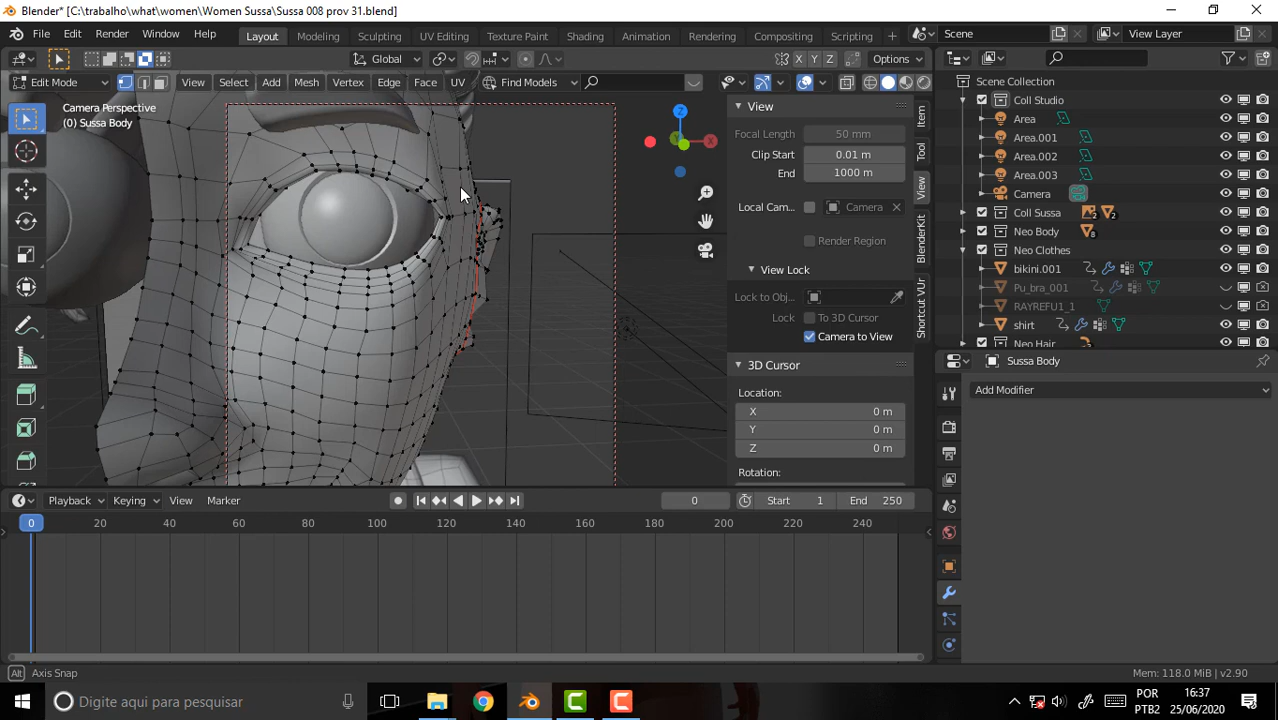 Blender* [C:\trabalho\what\women\Women Sussa\Sussa 008 prov 31.blend]
File Edit Render Window Help Layout Modeling Sculpting UV Editing Texture Paint Shading Animation Rendering Compositing Scripting + Scene View Layer
Global X Y Z Options
Edit Mode View Select Add Mesh Vertex Edge Face UV Find Models
Camera Perspective
(0) Sussa Body
Z
Item
Tool
View
BlenderKit
Shortcut VUr
View
Focal Length 50 mm
Clip Start 0.01 m
End 1000 m
Local Cam... Camera
Render Region
View Lock
Lock to Obj...
Lock To 3D Cursor
Camera to View
3D Cursor
Location:
X 0 m
Y 0 m
Z 0 m
Rotation:
Scene Collection
Coll Studio
Area
Area.001
Area.002
Area.003
Camera
Coll Sussa 2 2
Neo Body 8
Neo Clothes
bikini.001
Pu_bra_001
RAYREFU1_1
shirt
Neo Hair
Sussa Body
Add Modifier
Playback Keying View Marker 0 Start 1 End 250
0 20 40 60 80 100 120 140 160 180 200 220 240
Alt Axis Snap Mem: 118.0 MiB | v2.90
Digite aqui para pesquisar
POR
PTB2
16:37
25/06/2020